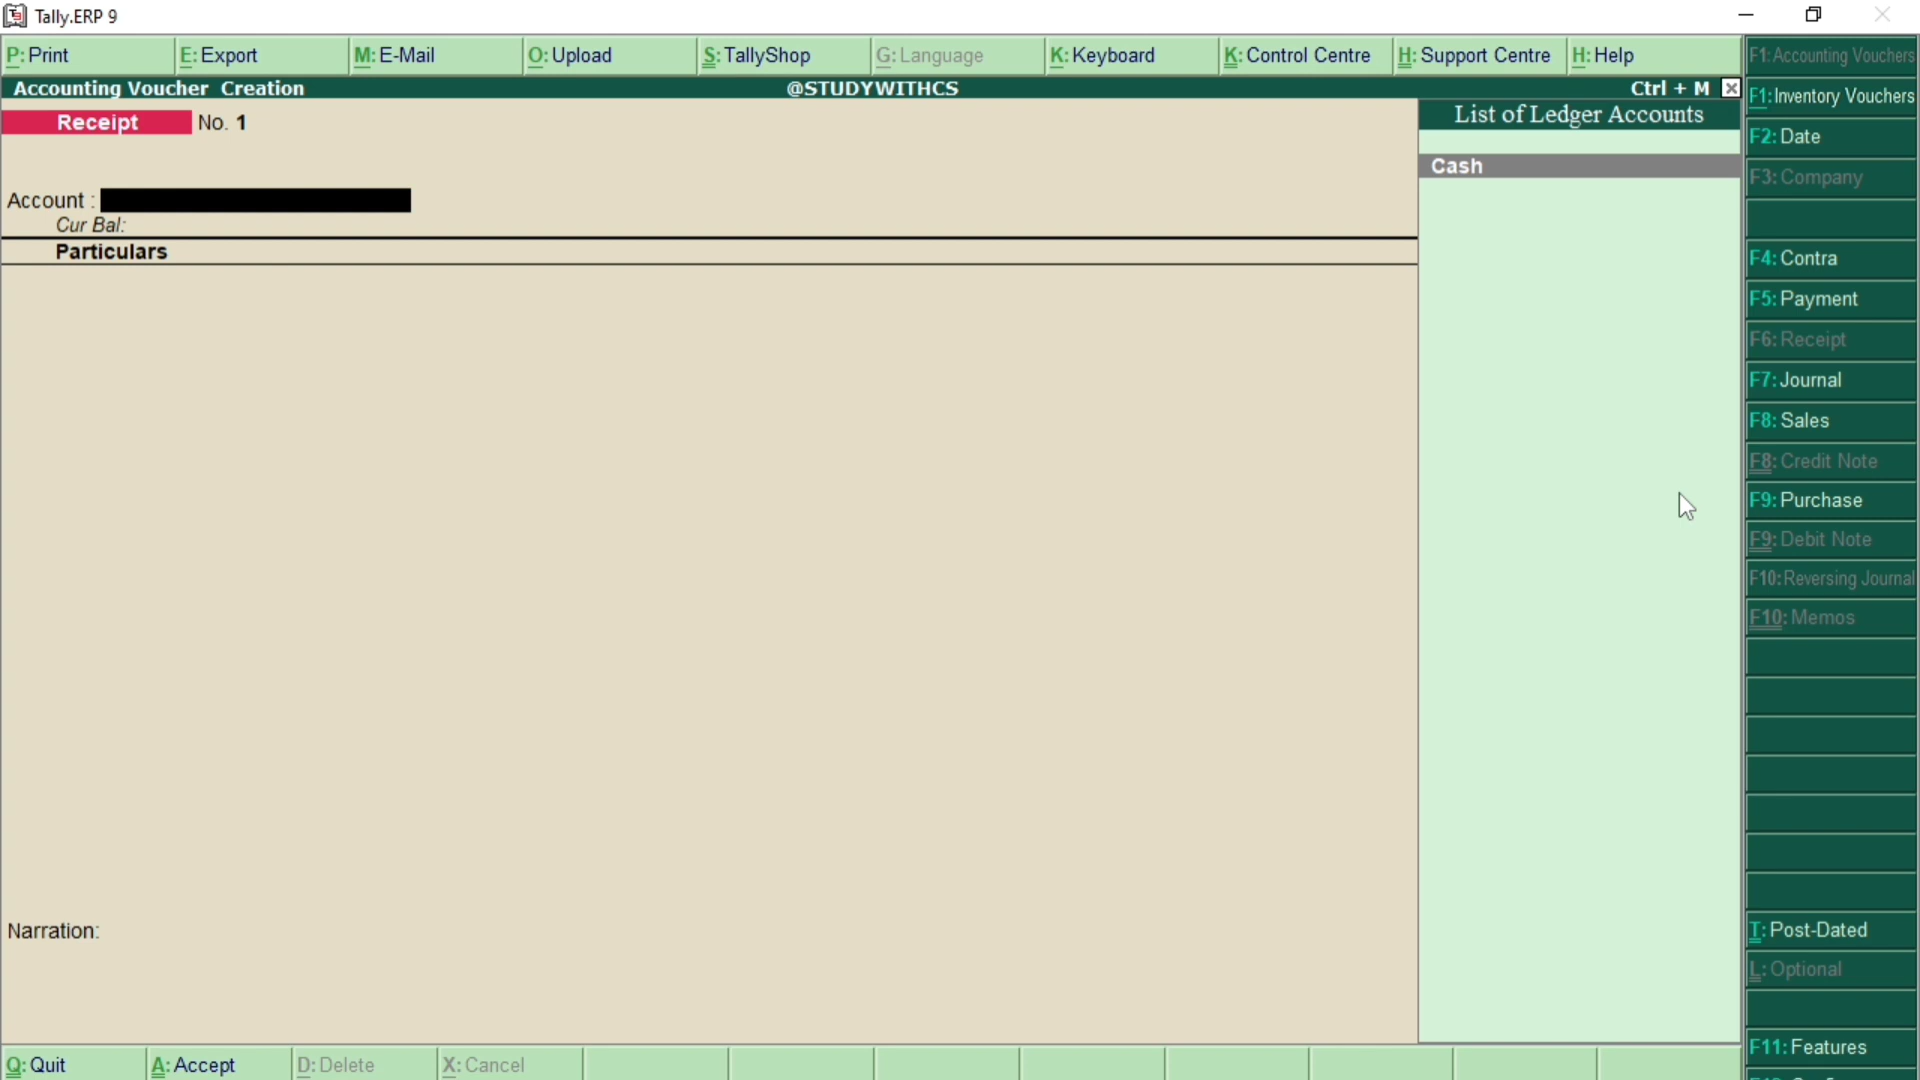 Tally.ERP 9
P: Print
E: Export
M: E-Mail
O: Upload
S: TallyShop
G: Language
K: Keyboard
K: Control Centre
H: Support Centre
H: Help
Accounting Voucher Creation
@STUDYWITHCS
Ctrl + M
Receipt
No. 1
Account :
Cur Bal:
Particulars
Narration:
List of Ledger Accounts
Cash
F1: Accounting Vouchers
F1: Inventory Vouchers
F2: Date
F3: Company
F4: Contra
F5: Payment
F6: Receipt
F7: Journal
F8: Sales
F8: Credit Note
F9: Purchase
F9: Debit Note
F10: Reversing Journal
F10: Memos
T: Post-Dated
L: Optional
F11: Features
Q: Quit
A: Accept
D: Delete
X: Cancel